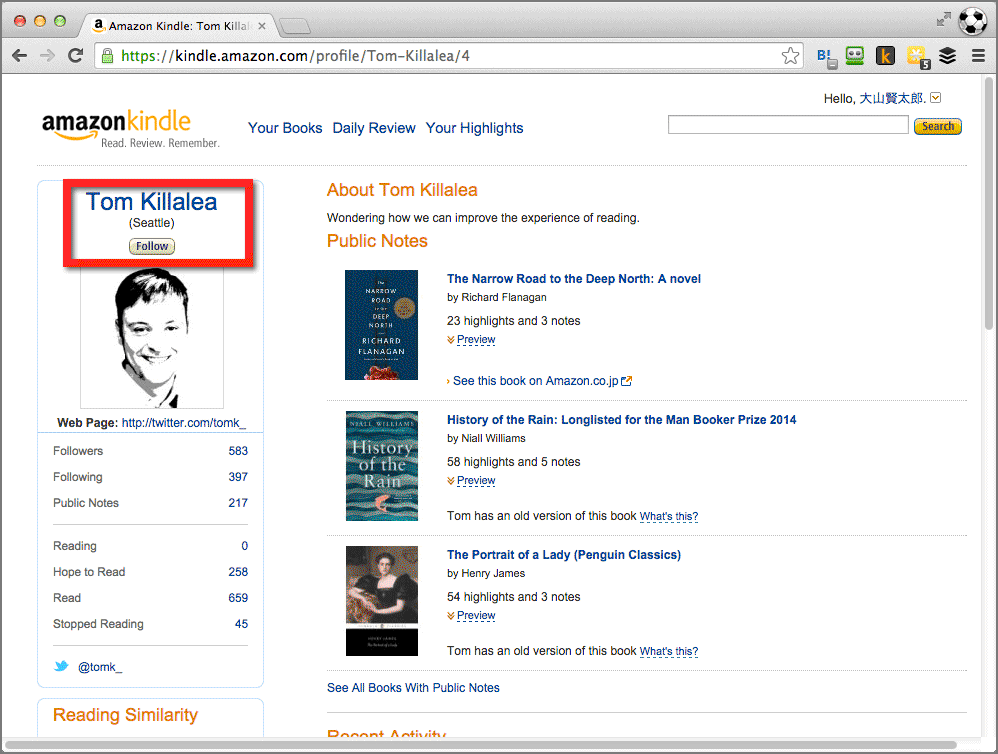 Amazon Kindle: Tom Killal
https://kindle.amazon.com/profile/Tom-Killalea/4
B!
k
5
Hello, 大山賢太郎.
amazonkindle
Read. Review. Remember.
Your Books Daily Review Your Highlights
Search
Tom Killalea
(Seattle)
Follow
Web Page: http://twitter.com/tomk_
Followers 583
Following 397
Public Notes 217
Reading 0
Hope to Read 258
Read 659
Stopped Reading 45
@tomk_
Reading Similarity
About Tom Killalea
Wondering how we can improve the experience of reading.
Public Notes
THE
NARROW
ROAD
to the
DEEP
NORTH
RICHARD
FLANAGAN
The Narrow Road to the Deep North: A novel
by Richard Flanagan
23 highlights and 3 notes
Preview
› See this book on Amazon.co.jp
NIALL WILLIAMS
History
of the
Rain
History of the Rain: Longlisted for the Man Booker Prize 2014
by Niall Williams
58 highlights and 5 notes
Preview
Tom has an old version of this book What's this?
HENRY JAMES
The Portrait of a Lady
The Portrait of a Lady (Penguin Classics)
by Henry James
54 highlights and 3 notes
Preview
Tom has an old version of this book What's this?
See All Books With Public Notes
Recent Activity